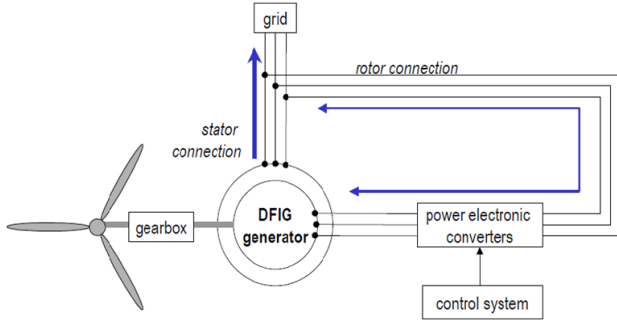 grid
rotor connection
stator
connection
DFIG
generator
gearbox
power electronic
converters
control system